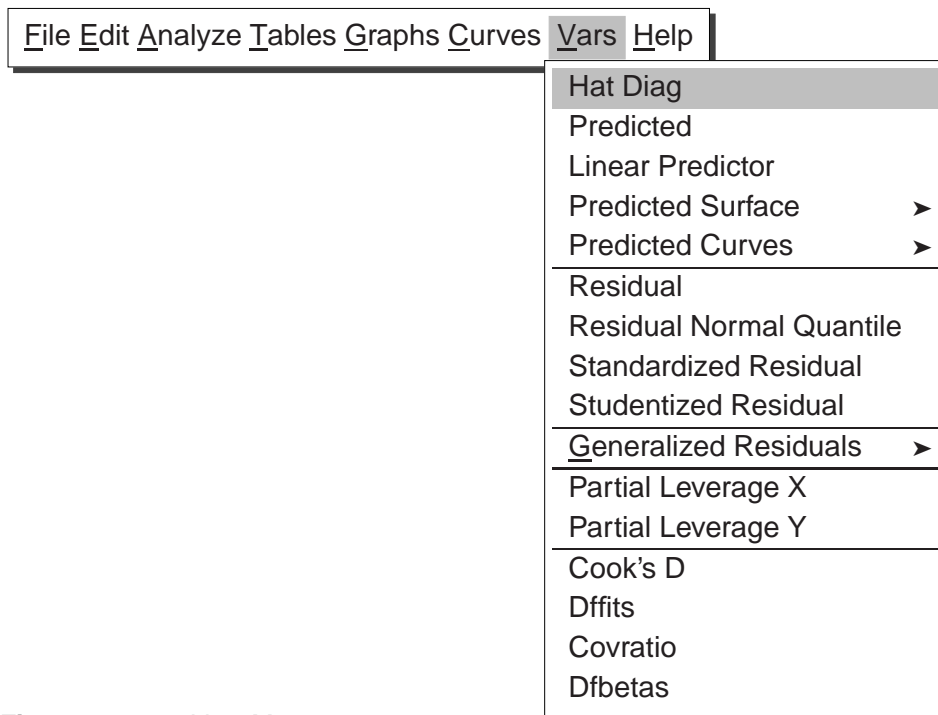 File Edit Analyze Tables Graphs Curves Vars Help
Hat Diag
Predicted
Linear Predictor
Predicted Surface ➤
Predicted Curves ➤
Residual
Residual Normal Quantile
Standardized Residual
Studentized Residual
Generalized Residuals ➤
Partial Leverage X
Partial Leverage Y
Cook's D
Dffits
Covratio
Dfbetas